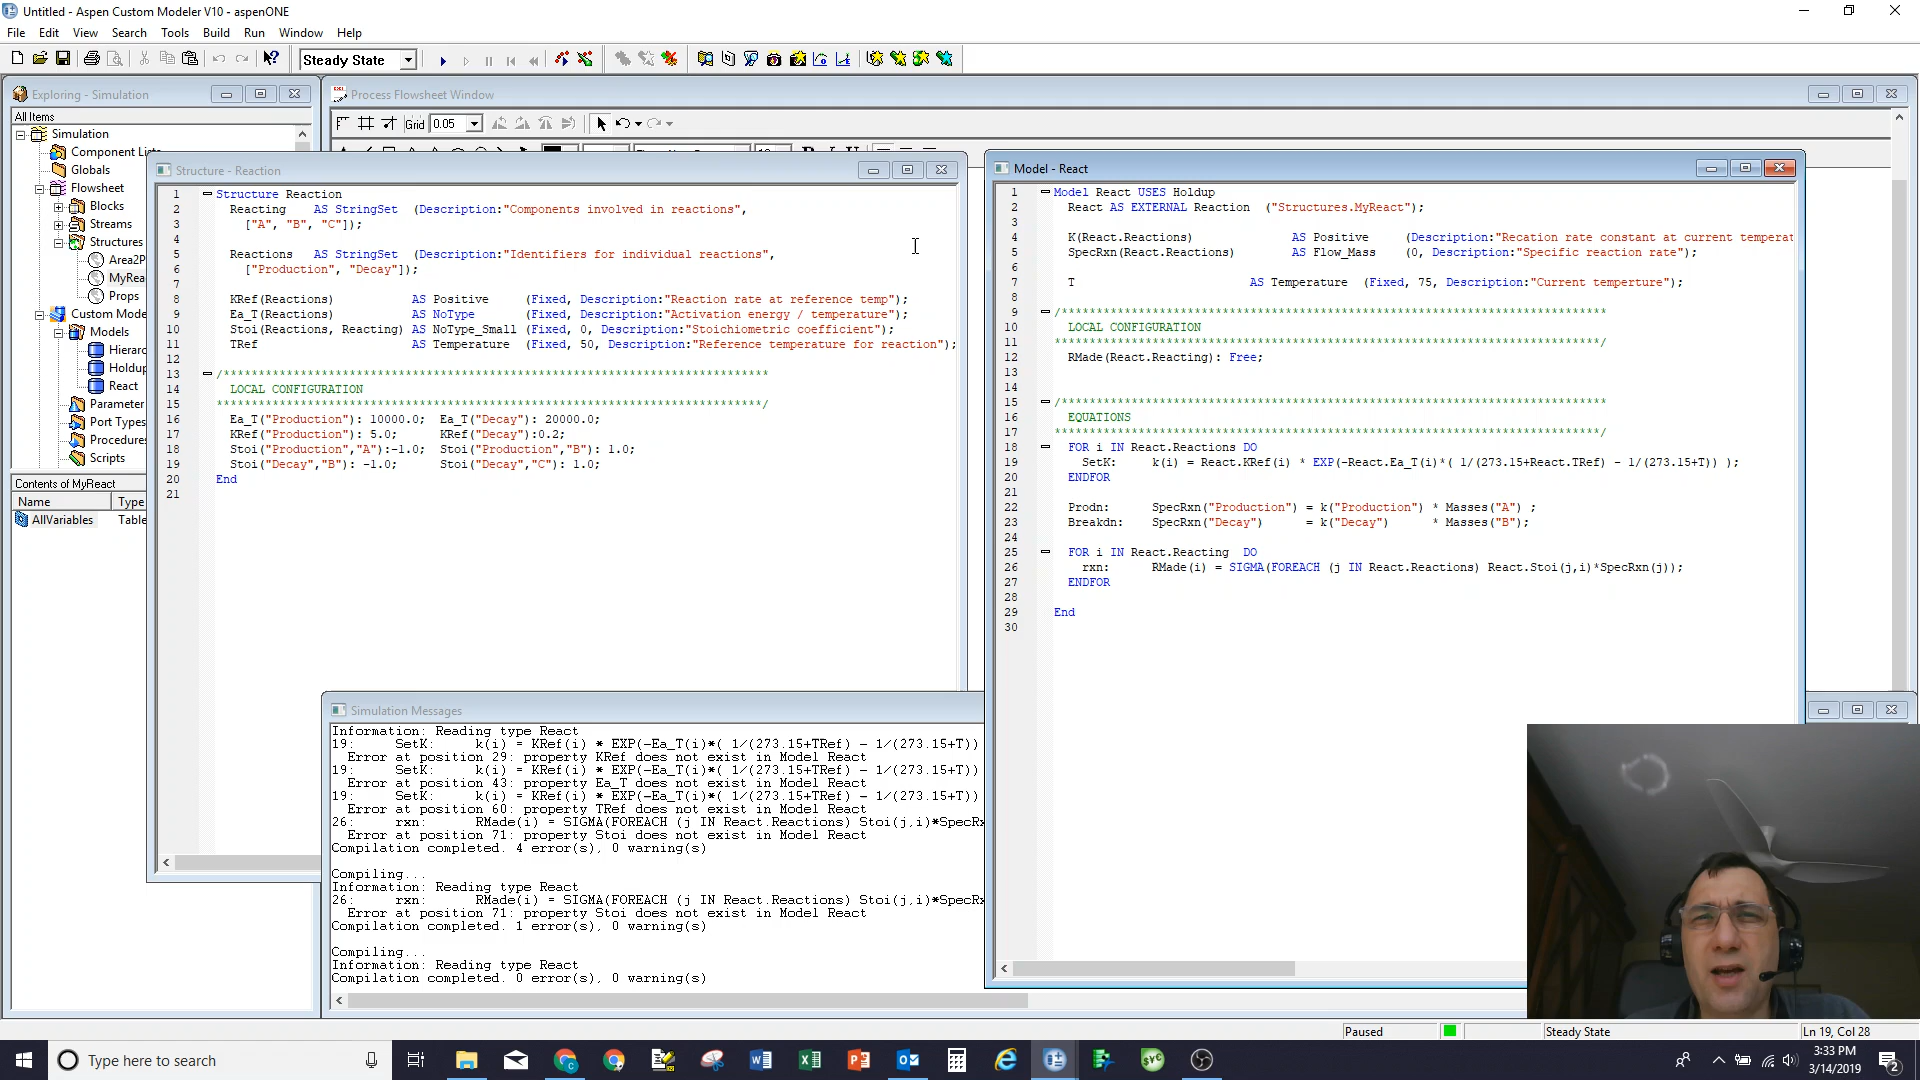 Untitled - Aspen Custom Modeler V10 - aspenONE
File Edit View Search Tools Build Run Window Help
Steady State
Exploring - Simulation
All Items
Simulation
Component Lis
Globals
Flowsheet
Blocks
Streams
Structures
Area2P
MyRea
Props
Custom Mode
Models
Hierarc
Holdup
React
Parameter
Port Types
Procedures
Scripts
Contents of MyReact
Name Type
AllVariables Table
Process Flowsheet Window
Grid 0.05
Structure - Reaction
1 Structure Reaction
2 Reacting AS StringSet (Description:"Components involved in reactions",
3 ["A", "B", "C"]);
4
5 Reactions AS StringSet (Description:"Identifiers for individual reactions",
6 ["Production", "Decay"]);
7
8 KRef(Reactions) AS Positive (Fixed, Description:"Reaction rate at reference temp");
9 Ea_T(Reactions) AS NoType (Fixed, Description:"Activation energy / temperature");
10 Stoi(Reactions, Reacting) AS NoType_Small (Fixed, 0, Description:"Stoichiometric coefficient");
11 TRef AS Temperature (Fixed, 50, Description:"Reference temperature for reaction");
12
13 /******************************************************************************
14 LOCAL CONFIGURATION
15 ******************************************************************************/
16 Ea_T("Production"): 10000.0; Ea_T("Decay"): 20000.0;
17 KRef("Production"): 5.0; KRef("Decay"):0.2;
18 Stoi("Production","A"):-1.0; Stoi("Production","B"): 1.0;
19 Stoi("Decay","B"): -1.0; Stoi("Decay","C"): 1.0;
20 End
21
Model - React
1 Model React USES Holdup
2 React AS EXTERNAL Reaction ("Structures.MyReact");
3
4 K(React.Reactions) AS Positive (Description:"Recation rate constant at current temperat
5 SpecRxn(React.Reactions) AS Flow_Mass (0, Description:"Specific reaction rate");
6
7 T AS Temperature (Fixed, 75, Description:"Current temperture");
8
9 /******************************************************************************
10 LOCAL CONFIGURATION
11 ******************************************************************************/
12 RMade(React.Reacting): Free;
13
14
15 /******************************************************************************
16 EQUATIONS
17 ******************************************************************************/
18 FOR i IN React.Reactions DO
19 SetK: k(i) = React.KRef(i) * EXP(-React.Ea_T(i)*( 1/(273.15+React.TRef) - 1/(273.15+T)) );
20 ENDFOR
21
22 Prodn: SpecRxn("Production") = k("Production") * Masses("A") ;
23 Breakdn: SpecRxn("Decay") = k("Decay") * Masses("B");
24
25 FOR i IN React.Reacting DO
26 rxn: RMade(i) = SIGMA(FOREACH (j IN React.Reactions) React.Stoi(j,i)*SpecRxn(j));
27 ENDFOR
28
29 End
30
Simulation Messages
Information: Reading type React
19: SetK: k(i) = KRef(i) * EXP(-Ea_T(i)*( 1/(273.15+TRef) - 1/(273.15+T))
Error at position 29: property KRef does not exist in Model React
19: SetK: k(i) = KRef(i) * EXP(-Ea_T(i)*( 1/(273.15+TRef) - 1/(273.15+T))
Error at position 43: property Ea_T does not exist in Model React
19: SetK: k(i) = KRef(i) * EXP(-Ea_T(i)*( 1/(273.15+TRef) - 1/(273.15+T))
Error at position 60: property TRef does not exist in Model React
26: rxn: RMade(i) = SIGMA(FOREACH (j IN React.Reactions) Stoi(j,i)*SpecRx
Error at position 71: property Stoi does not exist in Model React
Compilation completed. 4 error(s), 0 warning(s)
Compiling...
Information: Reading type React
26: rxn: RMade(i) = SIGMA(FOREACH (j IN React.Reactions) Stoi(j,i)*SpecRx
Error at position 71: property Stoi does not exist in Model React
Compilation completed. 1 error(s), 0 warning(s)
Compiling...
Information: Reading type React
Compilation completed. 0 error(s), 0 warning(s)
Paused Steady State Ln 19, Col 28
Type here to search
3:33 PM
3/14/2019
2